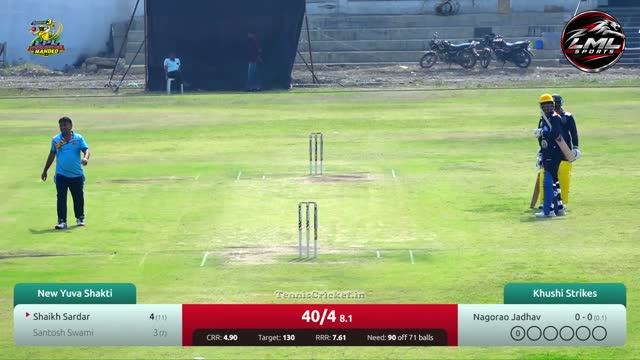 NANDED
LML
SPORTS
TennisCricket.in
New Yuva Shakti
Khushi Strikes
Shaikh Sardar 4 (11)
Santosh Swami 3 (7)
40/4 8.1
CRR: 4.90 Target: 130 RRR: 7.61 Need: 90 off 71 balls
Nagorao Jadhav 0 - 0 (0.1)
0